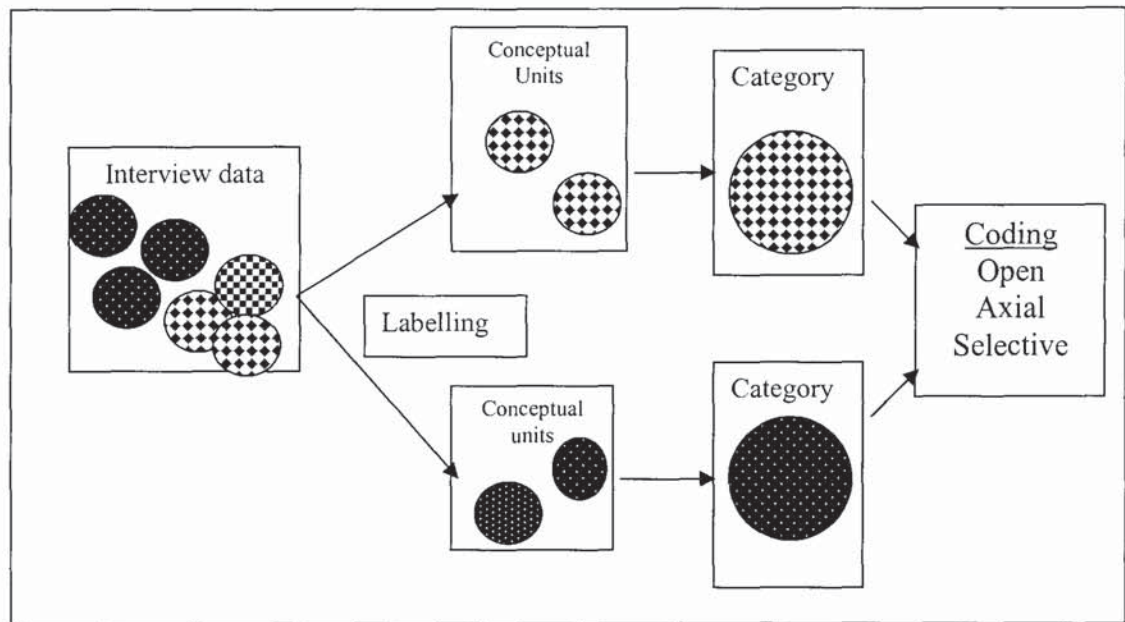 Interview data
Labelling
Conceptual
Units
Category
Conceptual
units
Category
Coding
Open
Axial
Selective